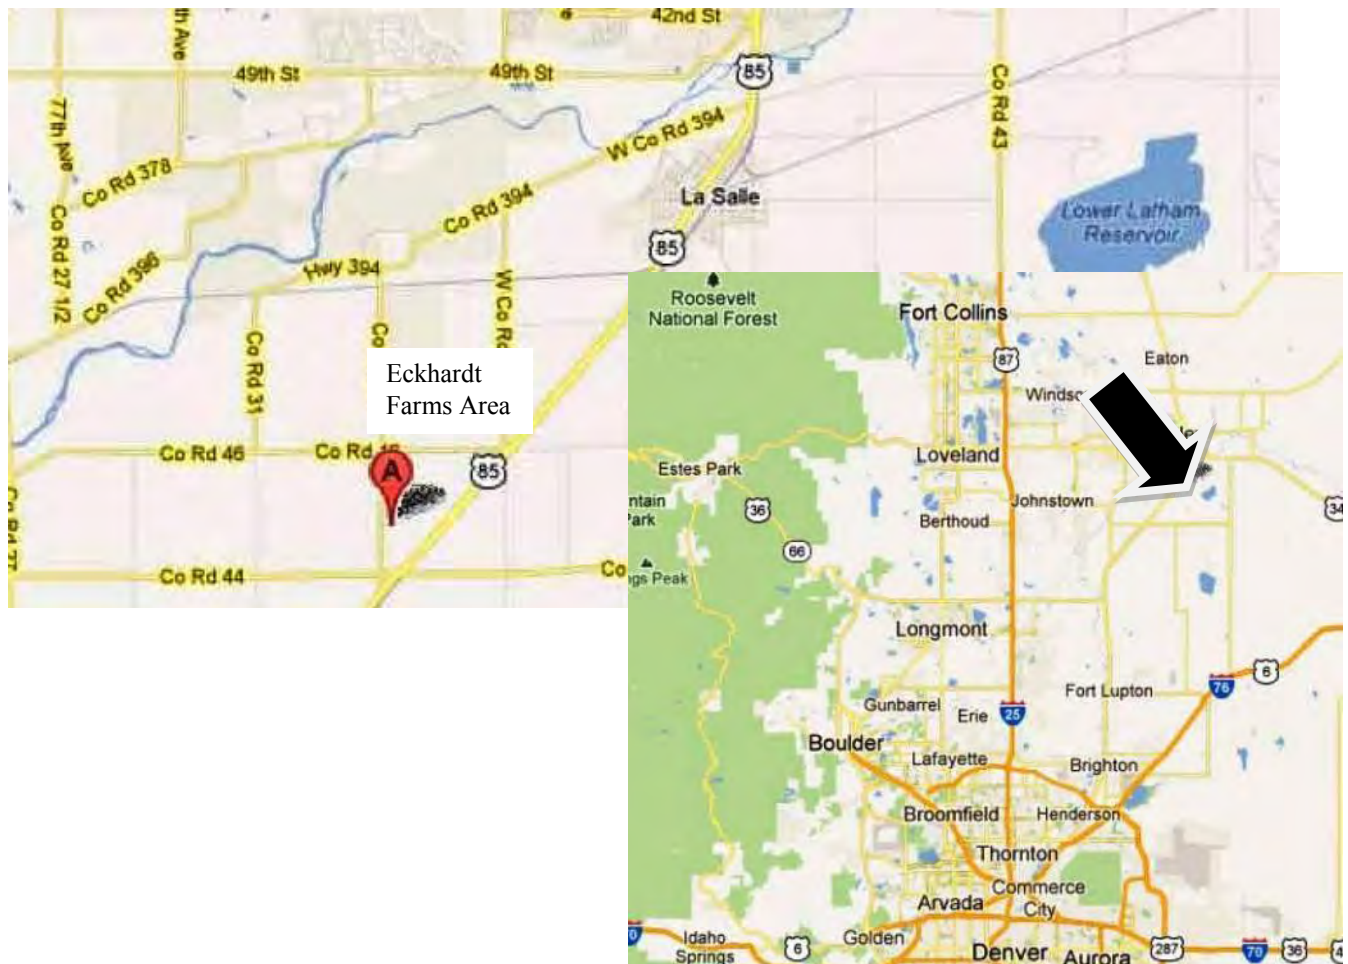 42nd St
49th St
49th St
85
77th Ave
Co Rd 43
W Co Rd 394
Co Rd 378
La Salle
Co Rd 394
Lower Latham
Reservoir
Co Rd 27 1/2
Co Rd 396
85
Hwy 394
Co Rd 31
W Co
Eckhardt
Farms Area
Co Rd 46
Co Rd
A
85
Co Rd 44
Co
Roosevelt
National Forest
Fort Collins
87
Eaton
Loveland
Estes Park
36
Johnstown
Berthoud
34
66
Longmont
Fort Lupton
6
76
Gunbarrel
Erie
25
Boulder
Lafayette
Brighton
Broomfield
Henderson
Thornton
Commerce
City
Arvada
Idaho
Springs
6
Golden
Denver
Aurora
287
70
36